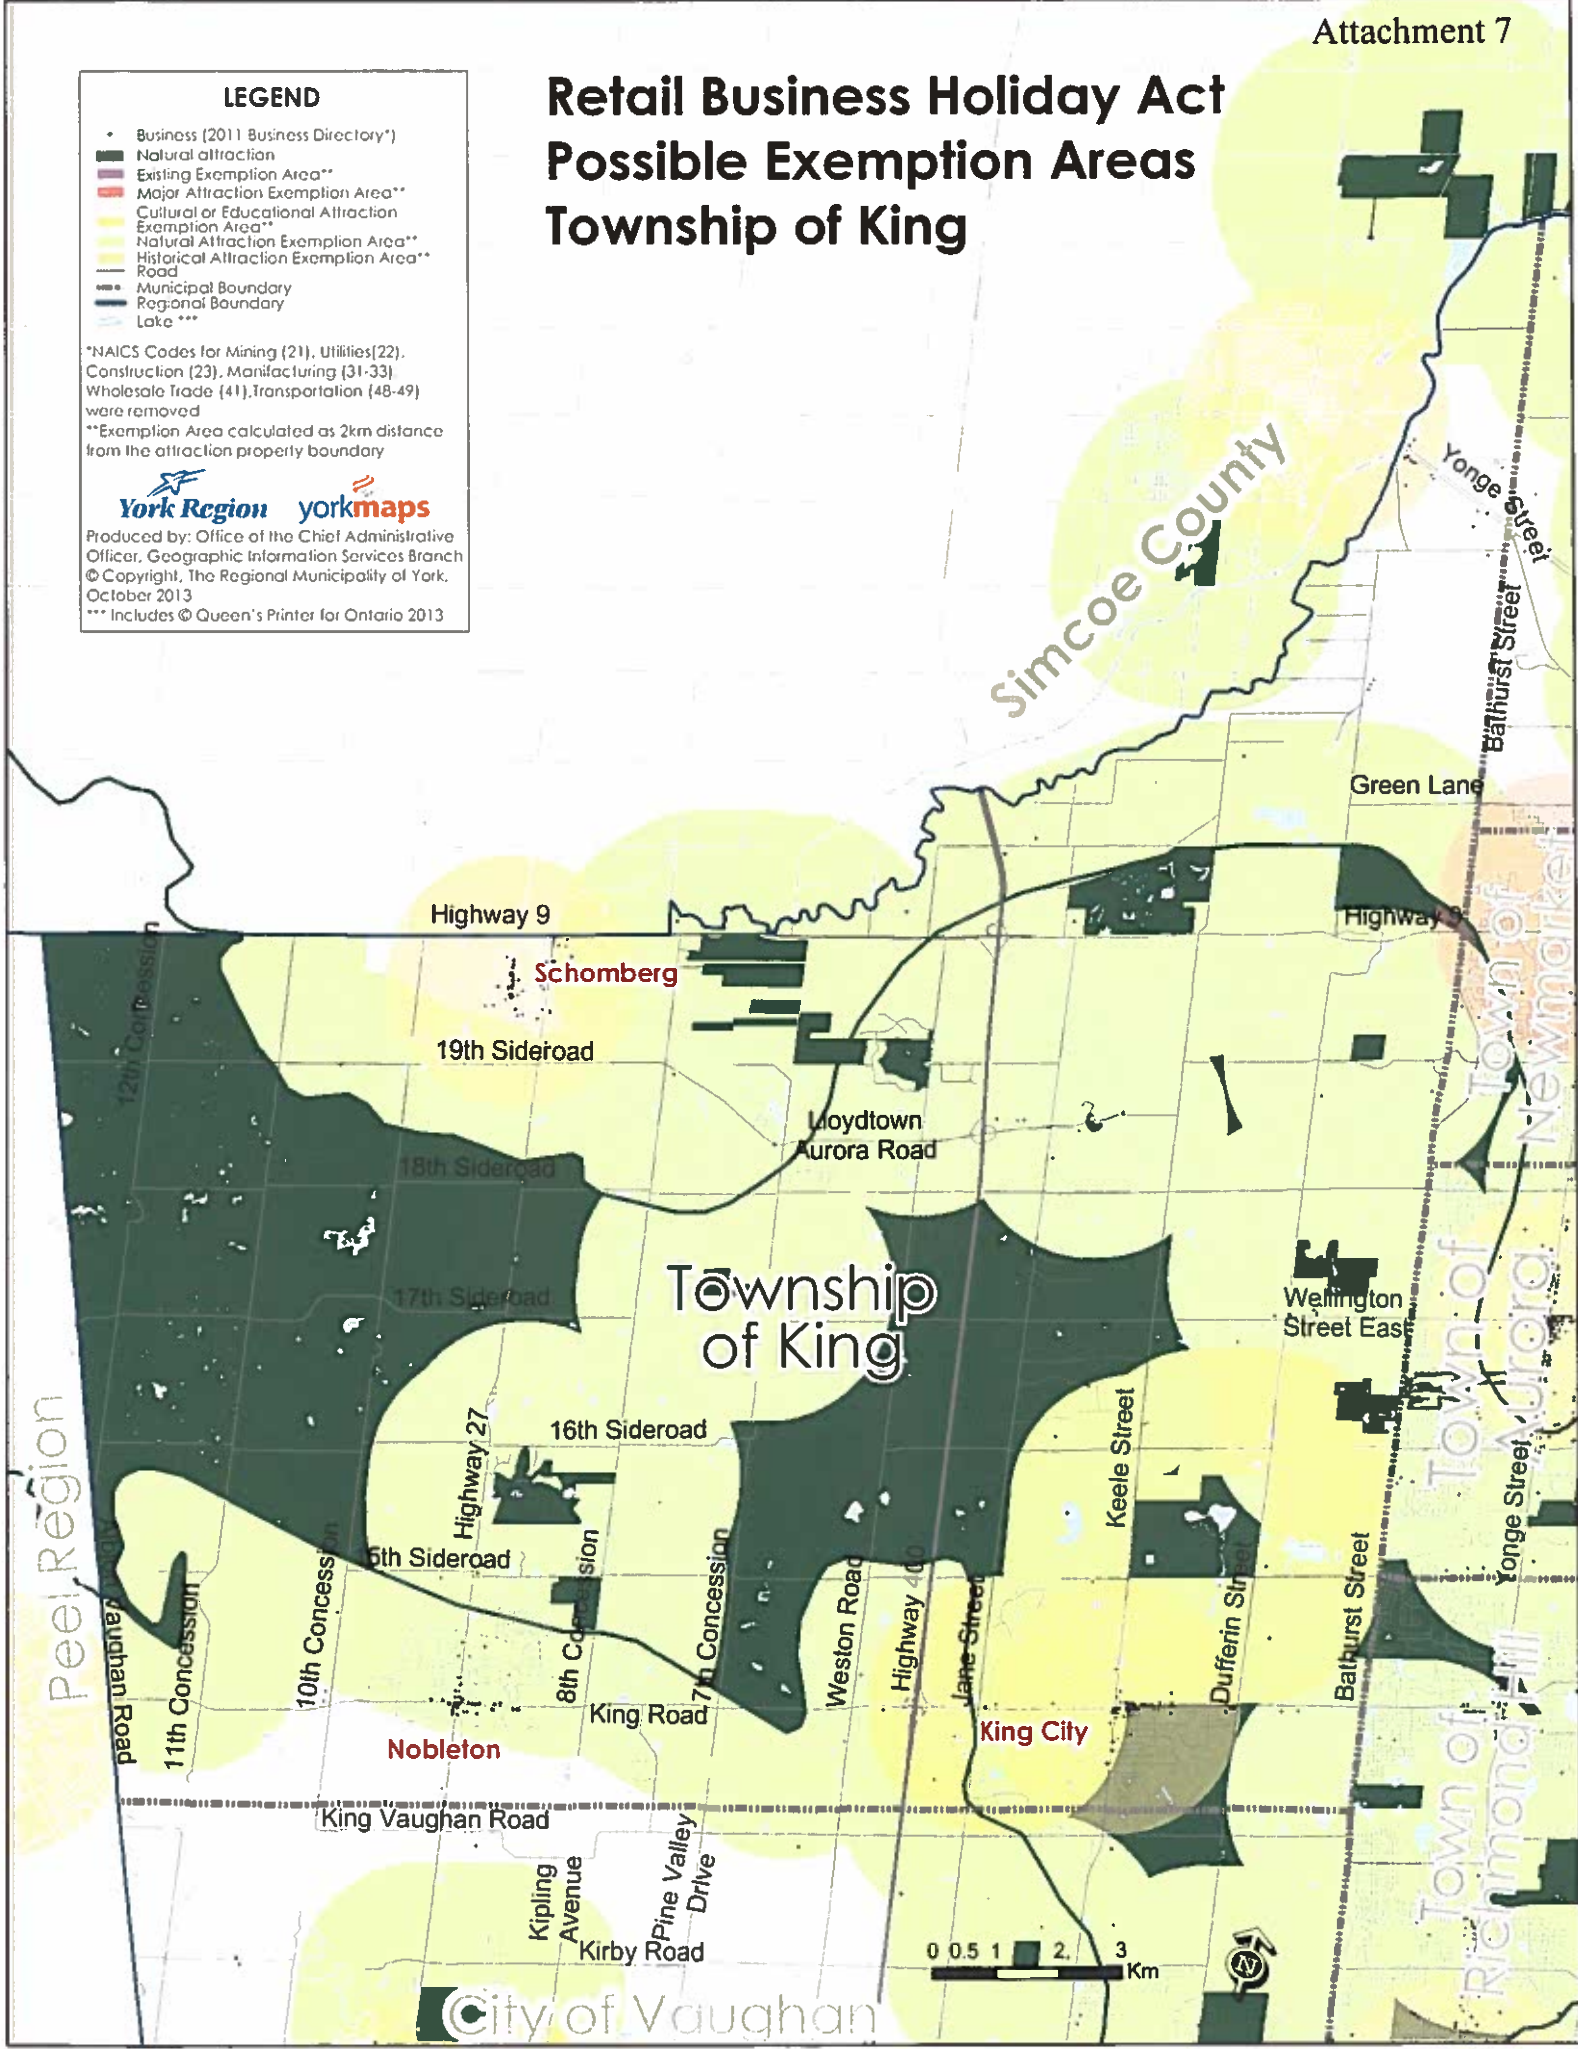 Attachment 7
Retail Business Holiday Act
Possible Exemption Areas
Township of King
LEGEND
Business (2011 Business Directory*)
Natural attraction
Existing Exemption Area**
Major Attraction Exemption Area**
Cultural or Educational Attraction
Exemption Area**
Natural Attraction Exemption Area**
Historical Attraction Exemption Area**
Road
Municipal Boundary
Regional Boundary
Lake ***
*NAICS Codes for Mining (21), Utilities(22),
Construction (23), Manifacturing (31-33)
Wholesale Trade (41),Transportation (48-49)
were removed
**Exemption Area calculated as 2km distance
from the attraction property boundary
York Region yorkmaps
Produced by: Office of the Chief Administrative
Officer, Geographic Information Services Branch
© Copyright, The Regional Municipality of York,
October 2013
*** Includes © Queen's Printer for Ontario 2013
Simcoe County
Yonge Street
Bathurst Street
Green Lane
Highway 9
Highway 9
Schomberg
12th Concession
19th Sideroad
Town of
Newmarket
Lloydtown
Aurora Road
18th Sideroad
17th Sideroad
Township
of King
Wellington
Street East
Town of
Aurora
Peel Region
Highway 27
16th Sideroad
Keele Street
Yonge Street
5th Sideroad
Albion Vaughan Road
11th Concession
10th Concession
8th Concession
7th Concession
Weston Road
Highway 400
Jane Street
Dufferin Street
Bathurst Street
King Road
Nobleton
King City
Town of
Richmond Hill
King Vaughan Road
Kipling
Avenue
Pine Valley
Drive
Kirby Road
0 0.5 1 2 3
Km
N
City of Vaughan